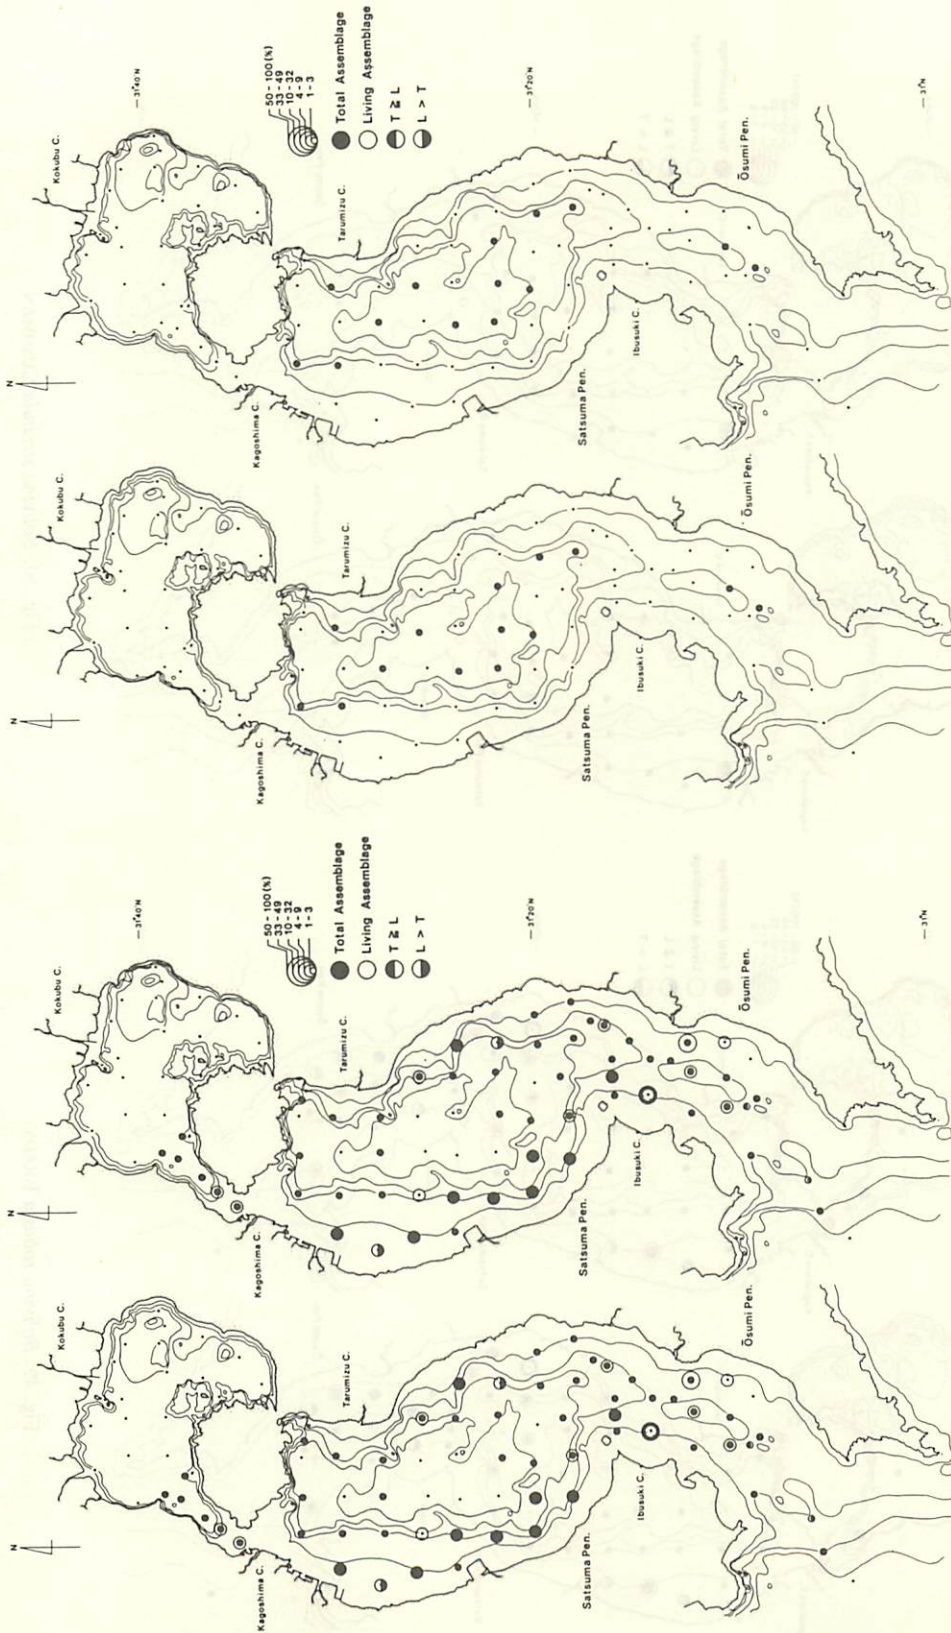 N
Kokubu C.
Kagoshima C.
Tarumizu C.
Satsuma Pen.
Ibusuki C.
Ōsumi Pen.
N
Kokubu C.
— 31°40'N
Kagoshima C.
Tarumizu C.
50-100(%)
33-49
10-32
4-9
1-3
Total Assemblage
Living Assemblage
T ≧ L
L > T
— 31°20'N
Satsuma Pen.
Ibusuki C.
Ōsumi Pen.
— 31°N
N
Kokubu C.
Kagoshima C.
Tarumizu C.
Satsuma Pen.
Ibusuki C.
Ōsumi Pen.
N
Kokubu C.
— 31°40'N
Kagoshima C.
Tarumizu C.
50-100(%)
33-49
10-32
4-9
1-3
Total Assemblage
Living Assemblage
T ≧ L
L > T
— 31°20'N
Satsuma Pen.
Ibusuki C.
Ōsumi Pen.
— 31°N